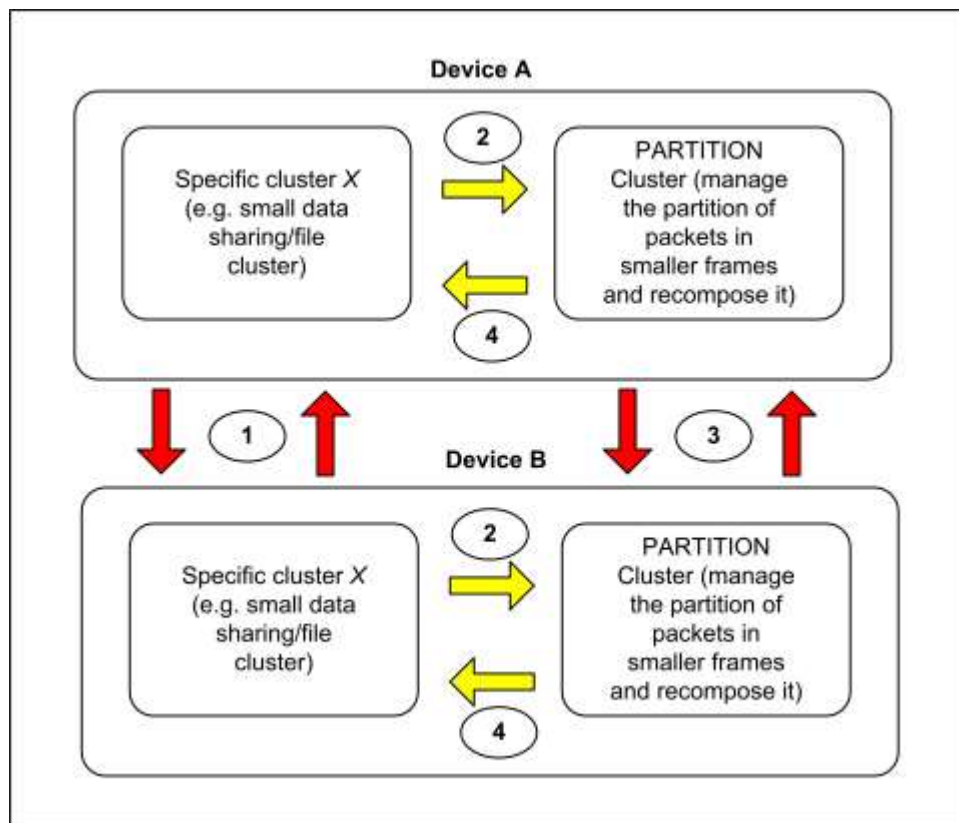 Device A
Specific cluster X
(e.g. small data
sharing/file
cluster)
2
4
PARTITION
Cluster (manage
the partition of
packets in
smaller frames
and recompose it)
1
3
Device B
Specific cluster X
(e.g. small data
sharing/file
cluster)
2
4
PARTITION
Cluster (manage
the partition of
packets in
smaller frames
and recompose it)